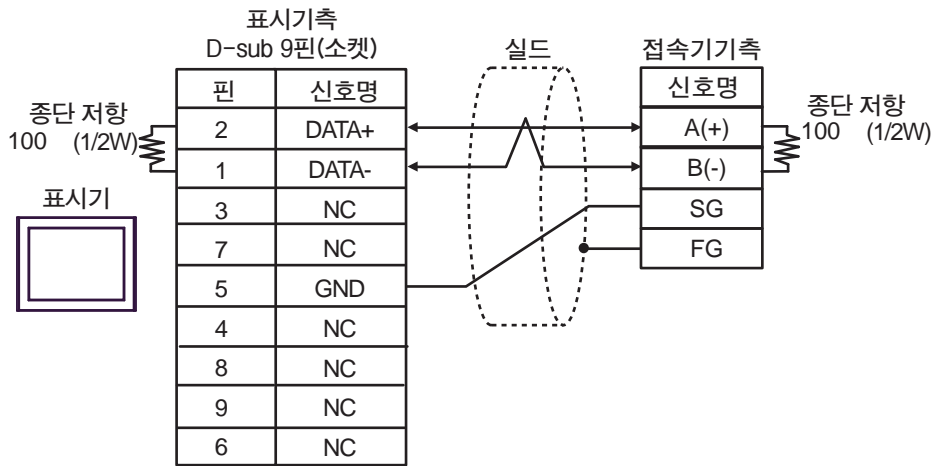 표시기측
D-sub 9핀(소켓)
실드
접속기기측
핀 신호명
신호명
종단 저항
100 (1/2W)
종단 저항
100 (1/2W)
2 DATA+
A(+)
1 DATA-
B(-)
표시기
3 NC
SG
7 NC
FG
5 GND
4 NC
8 NC
9 NC
6 NC